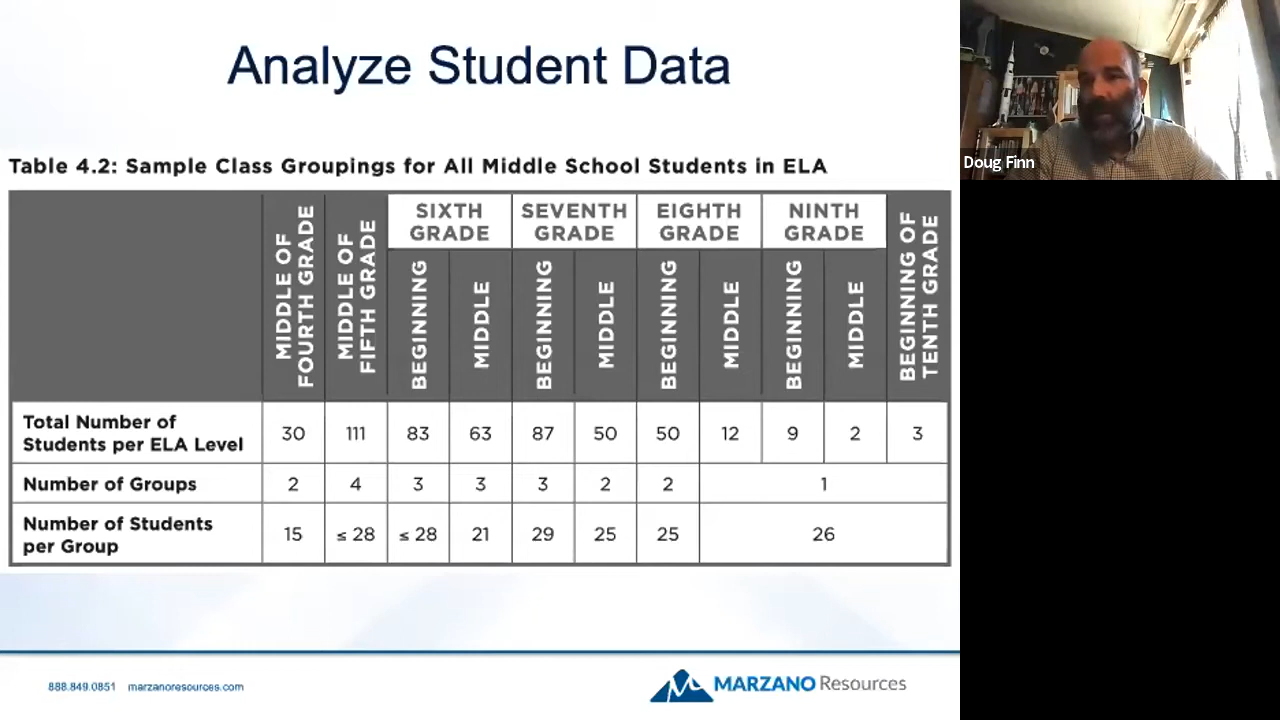 Analyze Student Data
Doug Finn
Table 4.2: Sample Class Groupings for All Middle School Students in ELA
MIDDLE OF
FOURTH GRADE
MIDDLE OF
FIFTH GRADE
SIXTH
GRADE
BEGINNING
MIDDLE
SEVENTH
GRADE
BEGINNING
MIDDLE
EIGHTH
GRADE
BEGINNING
MIDDLE
NINTH
GRADE
BEGINNING
MIDDLE
BEGINNING OF
TENTH GRADE
Total Number of
Students per ELA Level
30 111 83 63 87 50 50 12 9 2 3
Number of Groups 2 4 3 3 3 2 2 1
Number of Students
per Group
15 ≤ 28 ≤ 28 21 29 25 25 26
888.849.0851 marzanoresources.com
MARZANO Resources